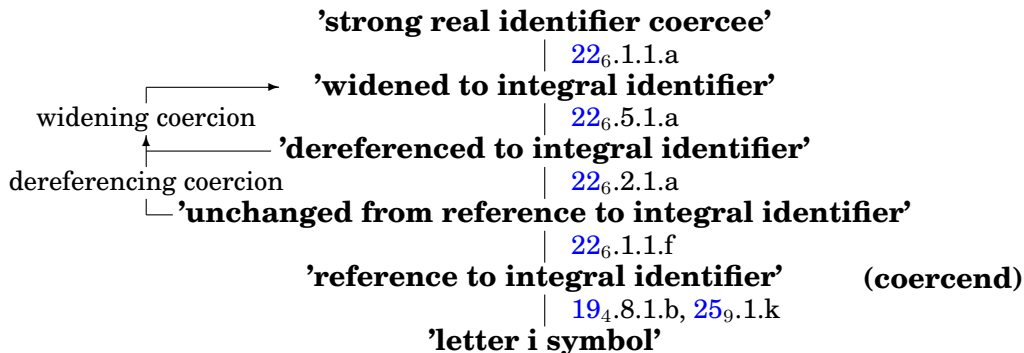 'strong real identifier coercee'
22₆.1.1.a
'widened to integral identifier'
widening coercion 22₆.5.1.a
'dereferenced to integral identifier'
dereferencing coercion 22₆.2.1.a
'unchanged from reference to integral identifier'
22₆.1.1.f
'reference to integral identifier' (coercend)
19₄.8.1.b, 25₉.1.k
'letter i symbol'